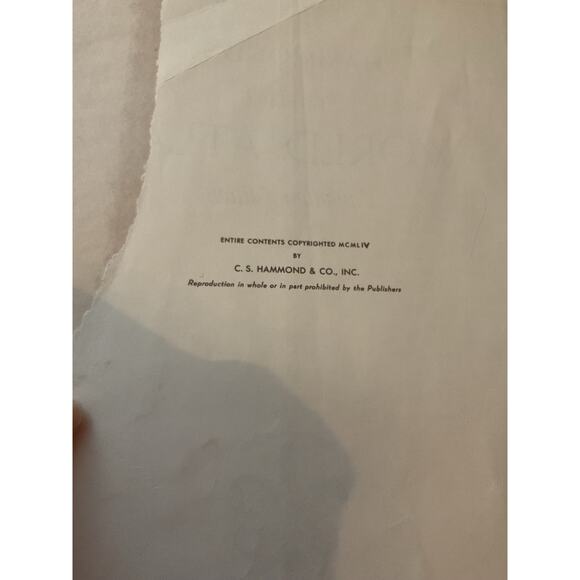 ENTIRE CONTENTS COPYRIGHTED MCMLIV
BY
C. S. HAMMOND & CO., INC.
Reproduction in whole or in part prohibited by the Publishers